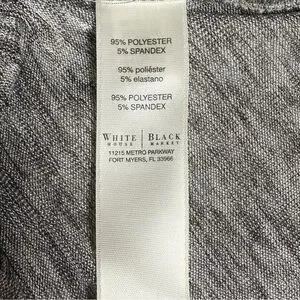 95% POLYESTER
5% SPANDEX
95% poliéster
5% elastano
95% POLYESTER
5% SPANDEX
WHITE | BLACK
HOUSE | MARKET
11215 METRO PARKWAY
FORT MYERS, FL 33966